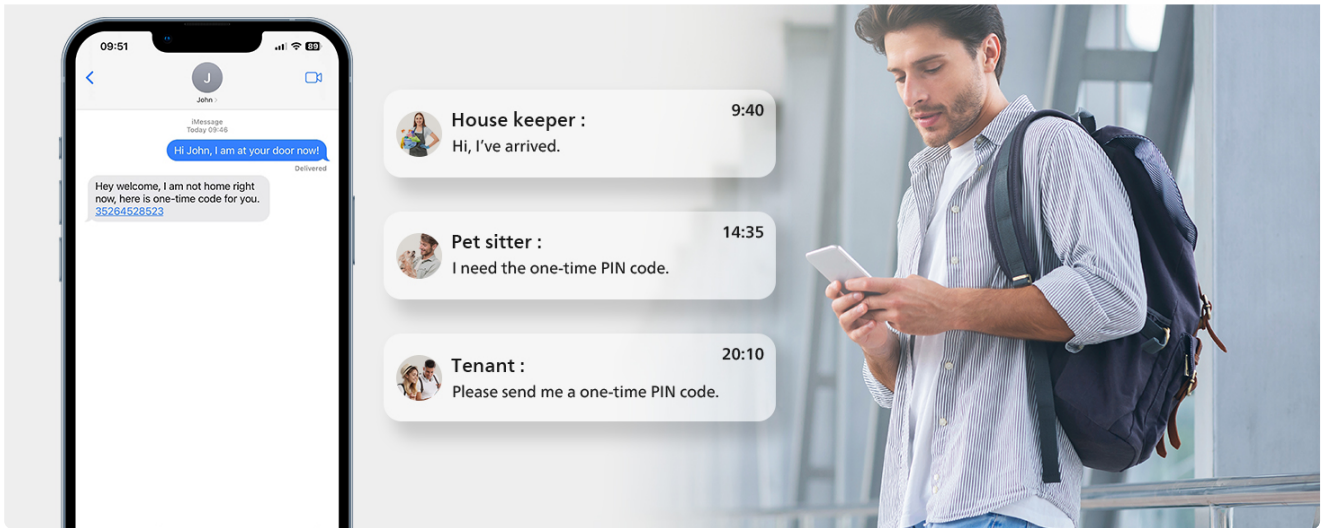 09:51
89
J
John >
iMessage
Today 09:46
Hi John, I am at your door now!
Delivered
Hey welcome, I am not home right
now, here is one-time code for you.
35264528523
House keeper :
9:40
Hi, I've arrived.
Pet sitter :
14:35
I need the one-time PIN code.
Tenant :
20:10
Please send me a one-time PIN code.